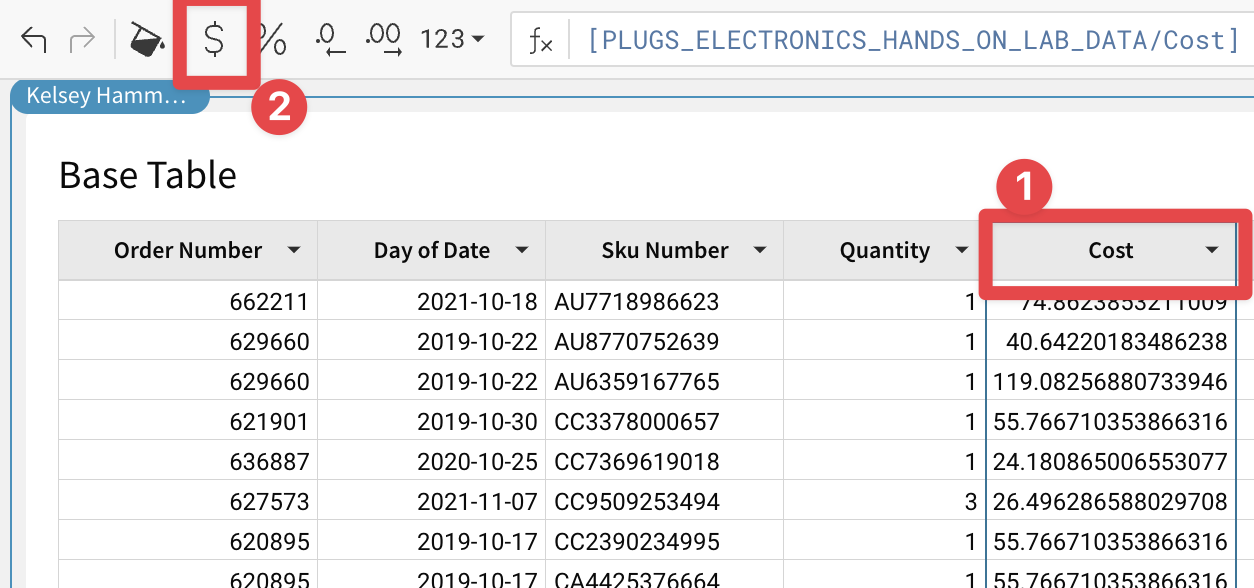 $ % .0 .00 123 fx [PLUGS_ELECTRONICS_HANDS_ON_LAB_DATA/Cost]
Kelsey Hamm...
2
Base Table
1
Order Number Day of Date Sku Number Quantity Cost
662211 2021-10-18 AU7718986623 1 74.8623853211009
629660 2019-10-22 AU8770752639 1 40.64220183486238
629660 2019-10-22 AU6359167765 1 119.08256880733946
621901 2019-10-30 CC3378000657 1 55.766710353866316
636887 2020-10-25 CC7369619018 1 24.180865006553077
627573 2021-11-07 CC9509253494 3 26.496286588029708
620895 2019-10-17 CC2390234995 1 55.766710353866316
620895 2019-10-17 CA4425376664 1 55.766710353866316